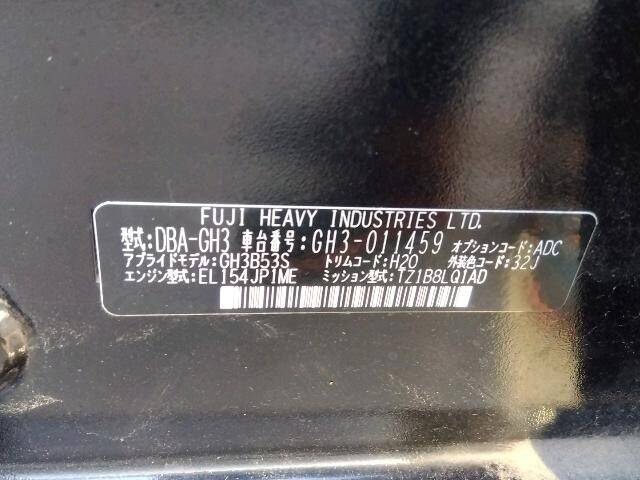 FUJI HEAVY INDUSTRIES LTD.
型式:DBA-GH3 車台番号:GH3-011459 オプションコード:ADC
アプライドモデル:GH3B53S トリムコード:H20 外装色コード:32J
エンジン型式:EL154JP1ME ミッション型式:TZ1B8LQ1AD